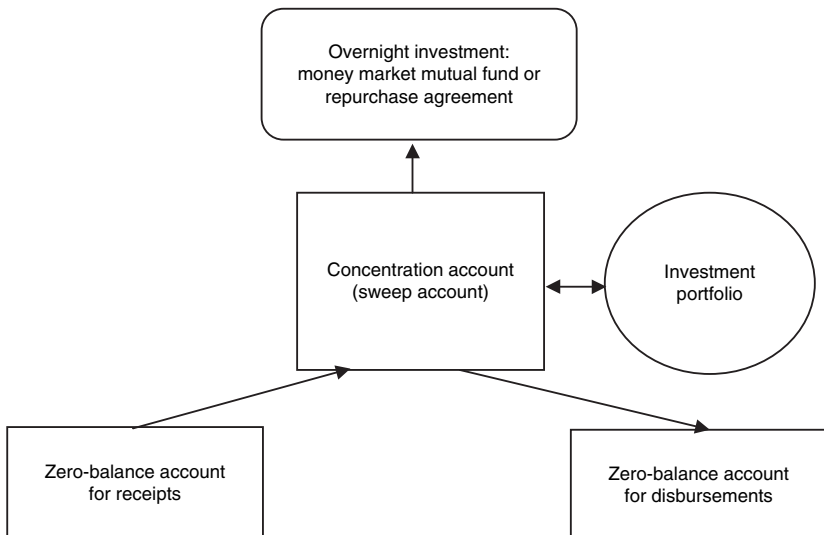 Overnight investment:
money market mutual fund or
repurchase agreement
Concentration account
(sweep account)
Investment
portfolio
Zero-balance account
for receipts
Zero-balance account
for disbursements